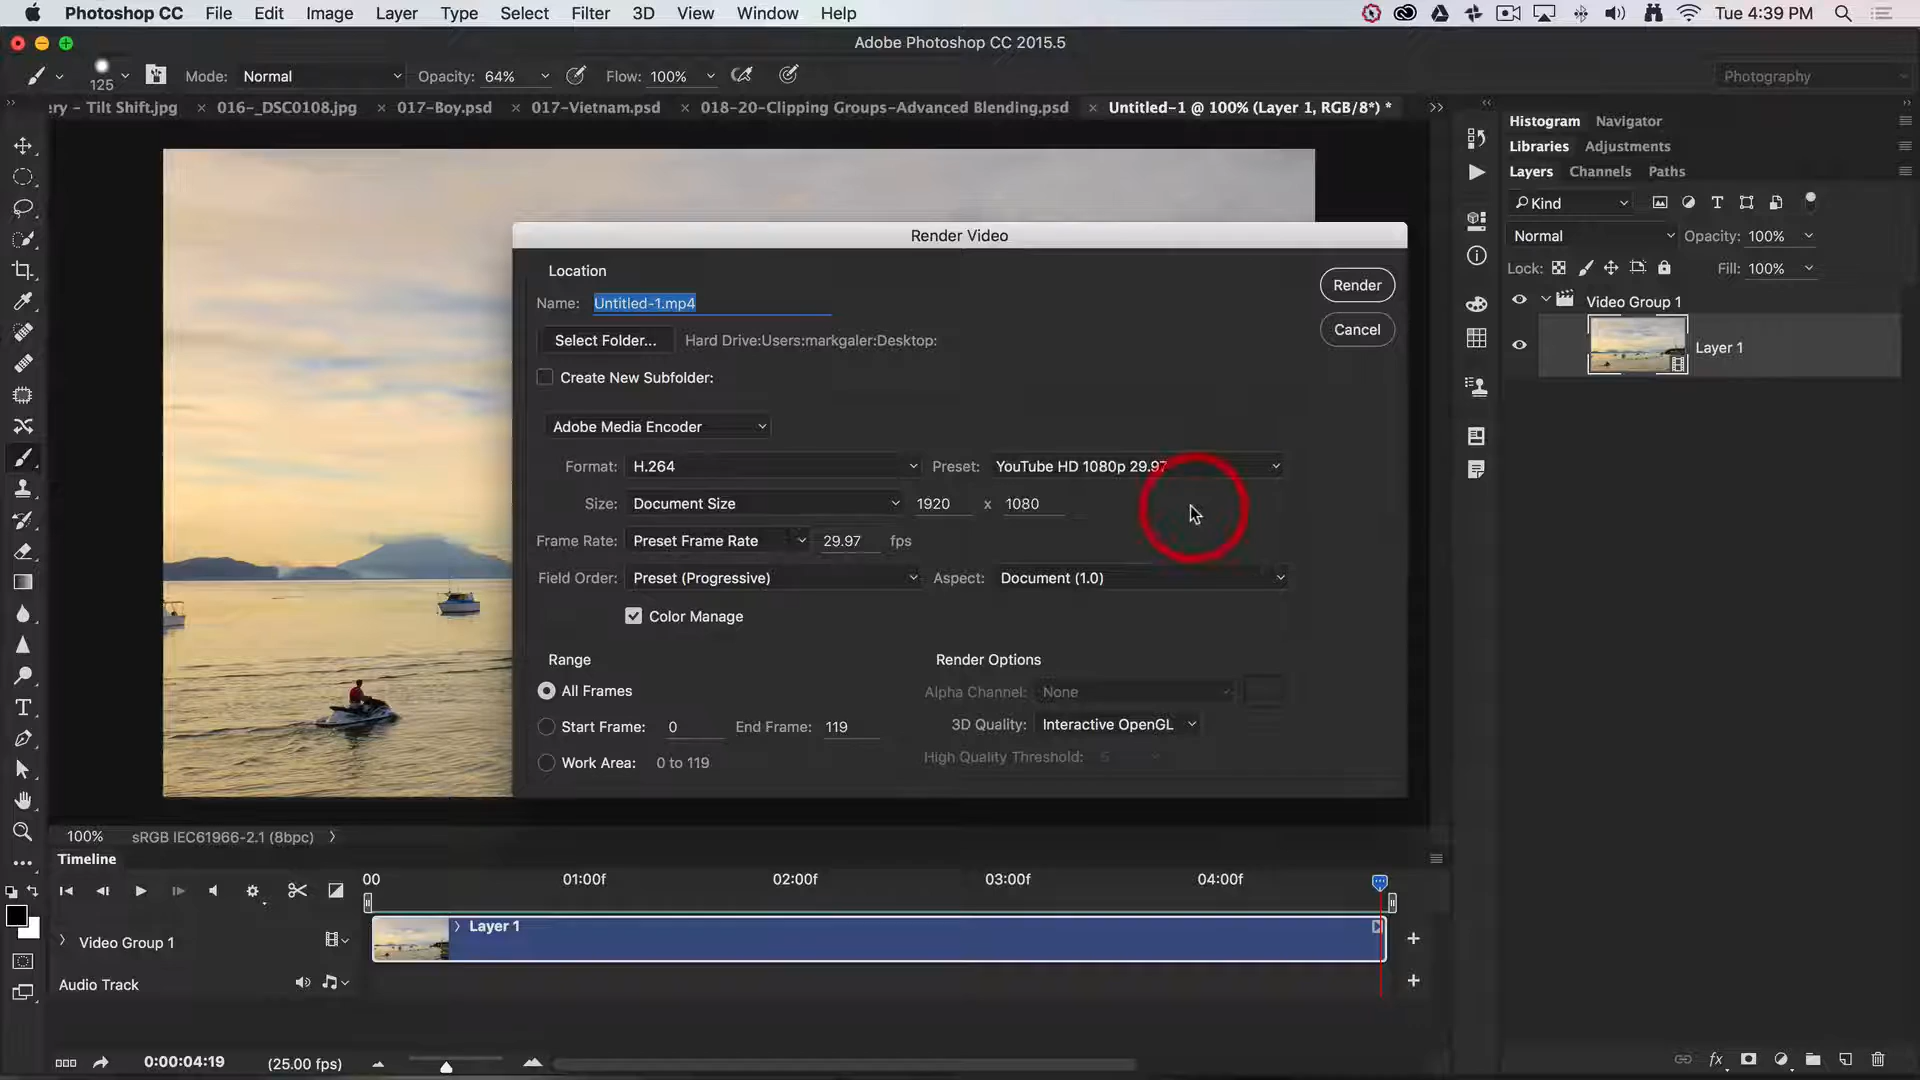 Photoshop CC File Edit Image Layer Type Select Filter 3D View Window Help Tue 4:39 PM
Adobe Photoshop CC 2015.5
125 Mode: Normal Opacity: 64% Flow: 100% Photography
ery - Tilt Shift.jpg × 016-_DSC0108.jpg × 017-Boy.psd × 017-Vietnam.psd × 018-20-Clipping Groups-Advanced Blending.psd × Untitled-1 @ 100% (Layer 1, RGB/8*) *
Histogram Navigator
Libraries Adjustments
Layers Channels Paths
Kind
Normal Opacity: 100%
Lock: Fill: 100%
Video Group 1
Layer 1
Render Video
Location
Name: Untitled-1.mp4
Select Folder... Hard Drive:Users:markgaler:Desktop:
Create New Subfolder:
Render
Cancel
Adobe Media Encoder
Format: H.264 Preset: YouTube HD 1080p 29.97
Size: Document Size 1920 x 1080
Frame Rate: Preset Frame Rate 29.97 fps
Field Order: Preset (Progressive) Aspect: Document (1.0)
Color Manage
Range
All Frames
Start Frame: 0 End Frame: 119
Work Area: 0 to 119
Render Options
Alpha Channel: None
3D Quality: Interactive OpenGL
High Quality Threshold: 5
100% sRGB IEC61966-2.1 (8bpc)
Timeline
00 01:00f 02:00f 03:00f 04:00f
Video Group 1
Layer 1
Audio Track
0:00:04:19 (25.00 fps)
fx